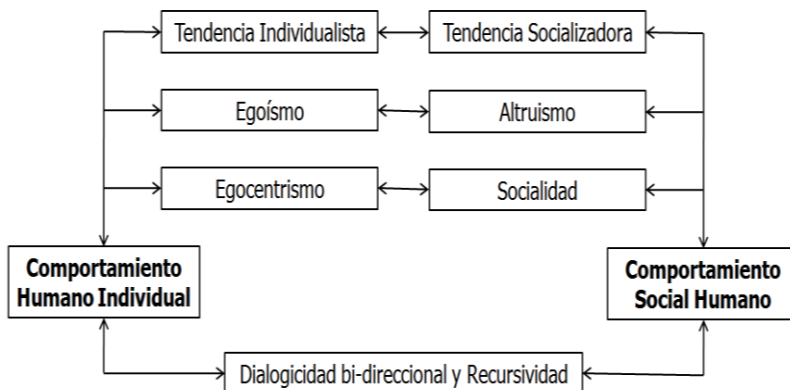 Tendencia Individualista
Tendencia Socializadora
Egoísmo
Altruismo
Egocentrismo
Socialidad
Comportamiento
Humano Individual
Comportamiento
Social Humano
Dialogicidad bi-direccional y Recursividad